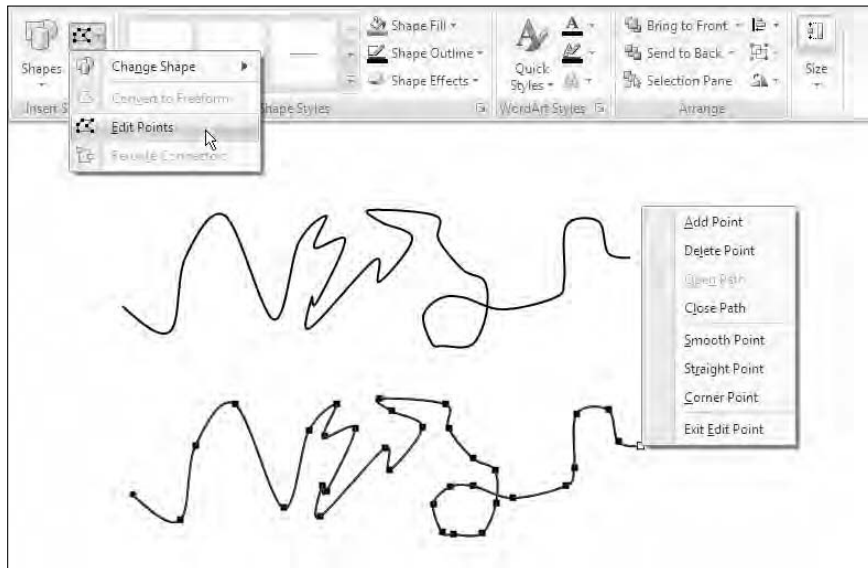 Shape Fill
Shape Outline
Shape Effects
Shapes
Quick
Styles
Bring to Front
Send to Back
Selection Pane
Size
Insert S
Shape Styles
WordArt Styles
Arrange
Change Shape
Convert to Freeform
Edit Points
Reroute Connectors
Add Point
Delete Point
Open Path
Close Path
Smooth Point
Straight Point
Corner Point
Exit Edit Point